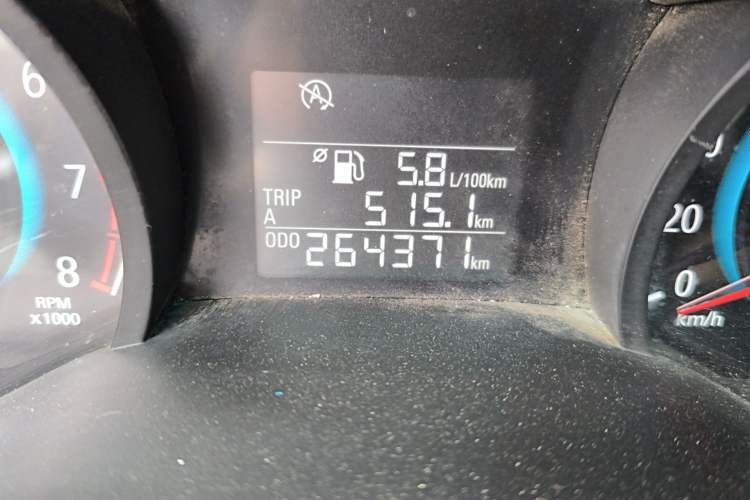 6
7
8
RPM
x1000
A
Ø 5.8 L/100km
TRIP A 515.1 km
ODO 264371 km
20
0
km/h